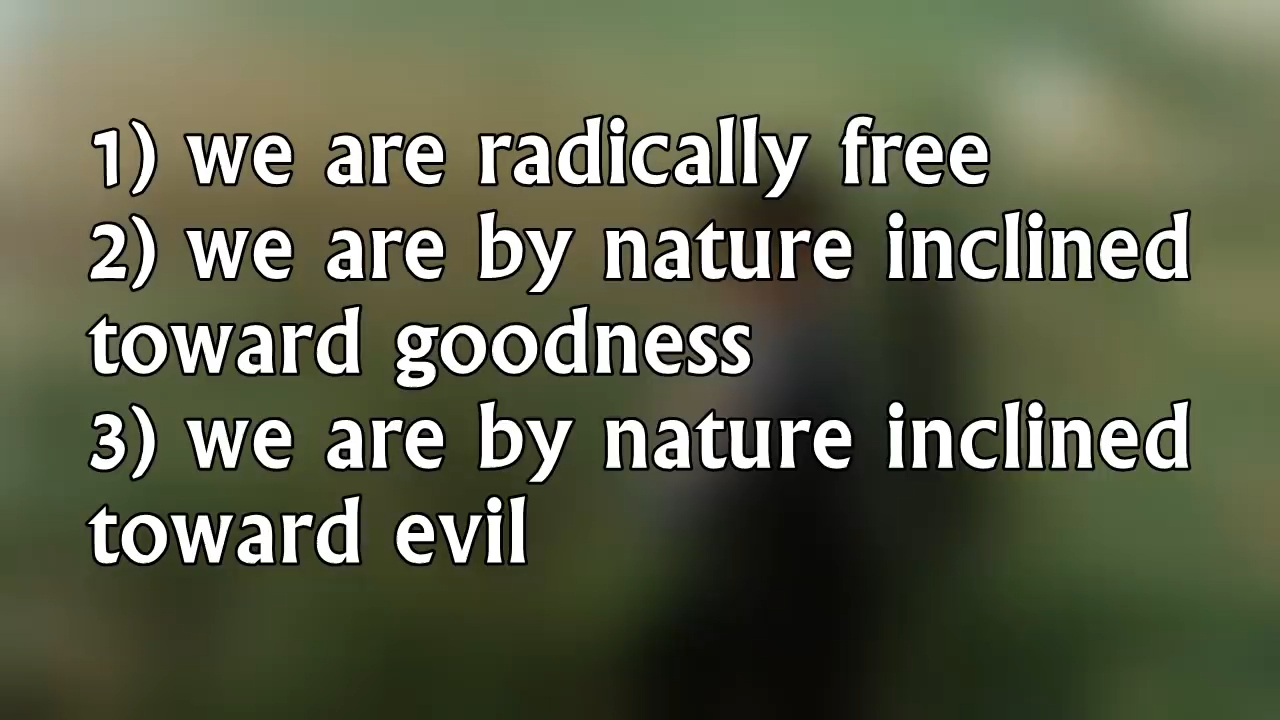 1) we are radically free
2) we are by nature inclined
toward goodness
3) we are by nature inclined
toward evil